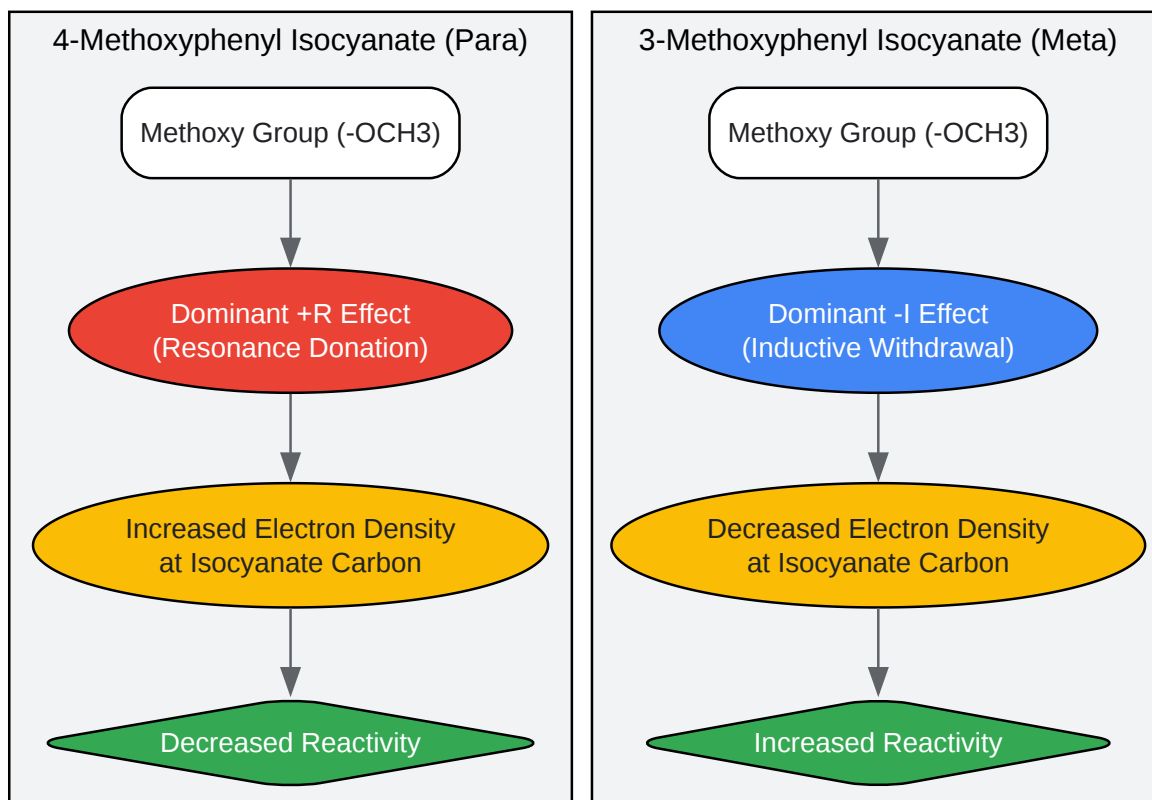 4-Methoxyphenyl Isocyanate (Para)
Methoxy Group (-OCH3)
Dominant +R Effect
(Resonance Donation)
Increased Electron Density
at Isocyanate Carbon
Decreased Reactivity
3-Methoxyphenyl Isocyanate (Meta)
Methoxy Group (-OCH3)
Dominant -I Effect
(Inductive Withdrawal)
Decreased Electron Density
at Isocyanate Carbon
Increased Reactivity